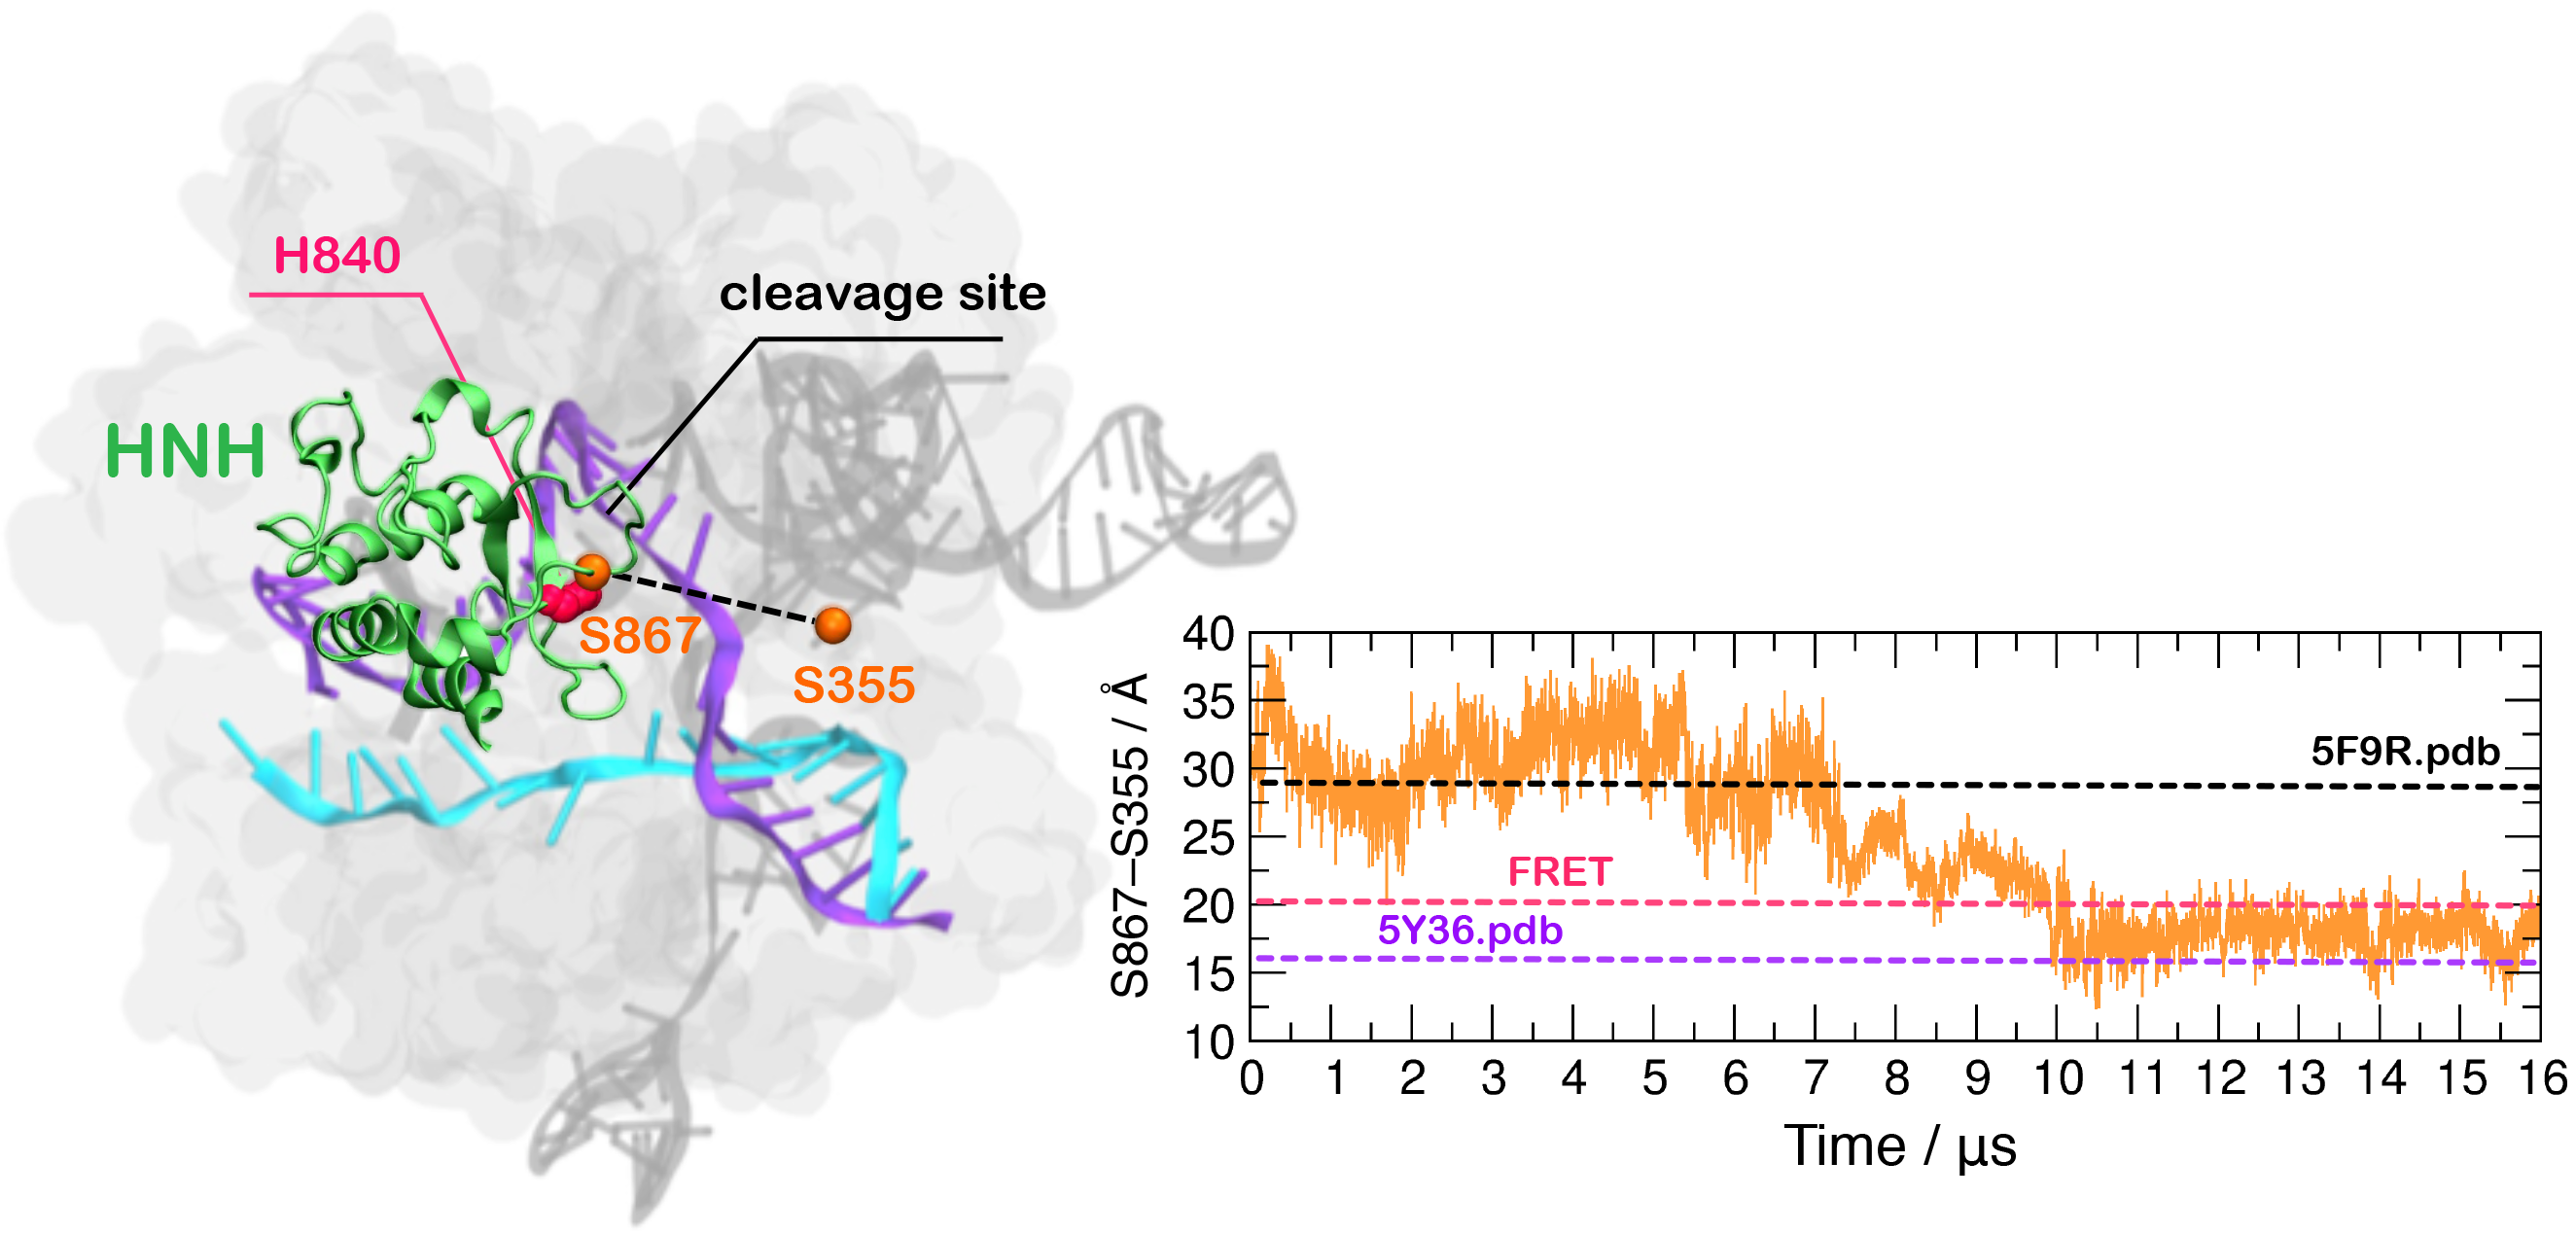 H840
cleavage site
HNH
S867
S355
S867–S355 / Å
40
35
30
25
20
15
10
5F9R.pdb
FRET
5Y36.pdb
0 1 2 3 4 5 6 7 8 9 10 11 12 13 14 15 16
Time / μs